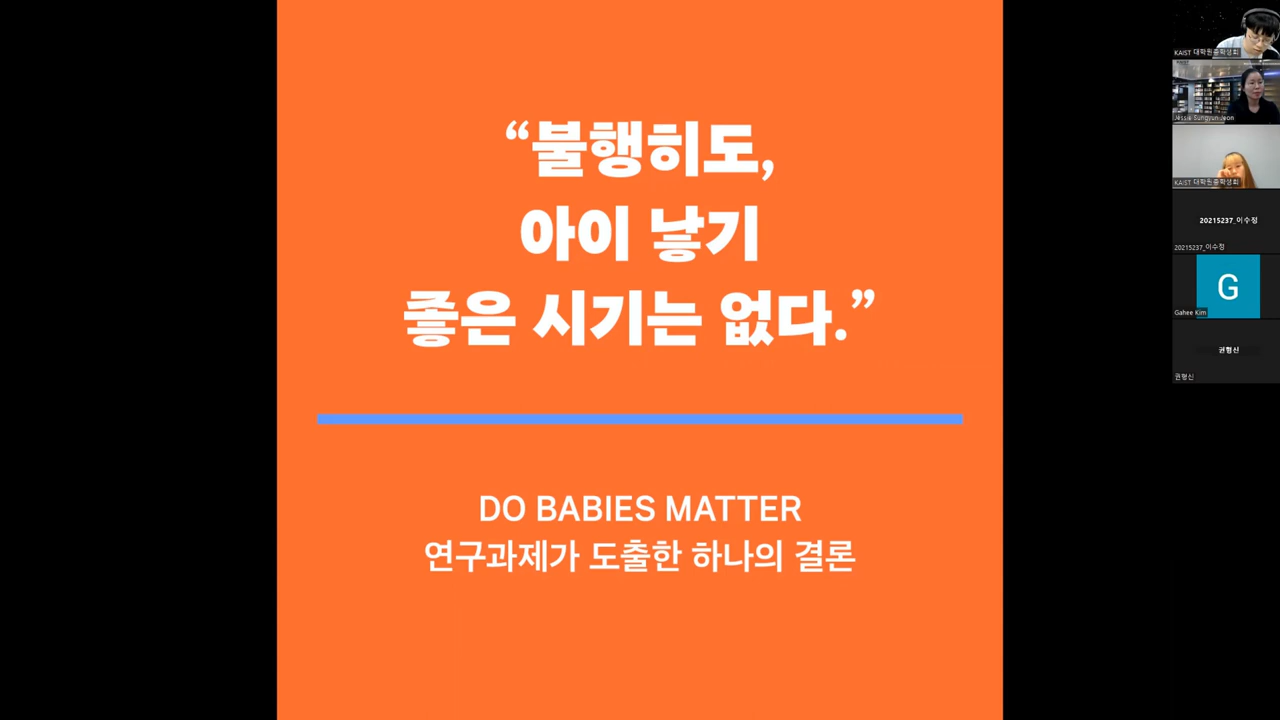 “불행히도,
아이 낳기
좋은 시기는 없다.”
DO BABIES MATTER
연구과제가 도출한 하나의 결론
KAIST 대학원총학생회
KAIST
Jessie Sungyun Jeon
KAIST 대학원총학생회
20215237_이수정
20215237_이수정
G
Gahee Kim
권형신
권형신